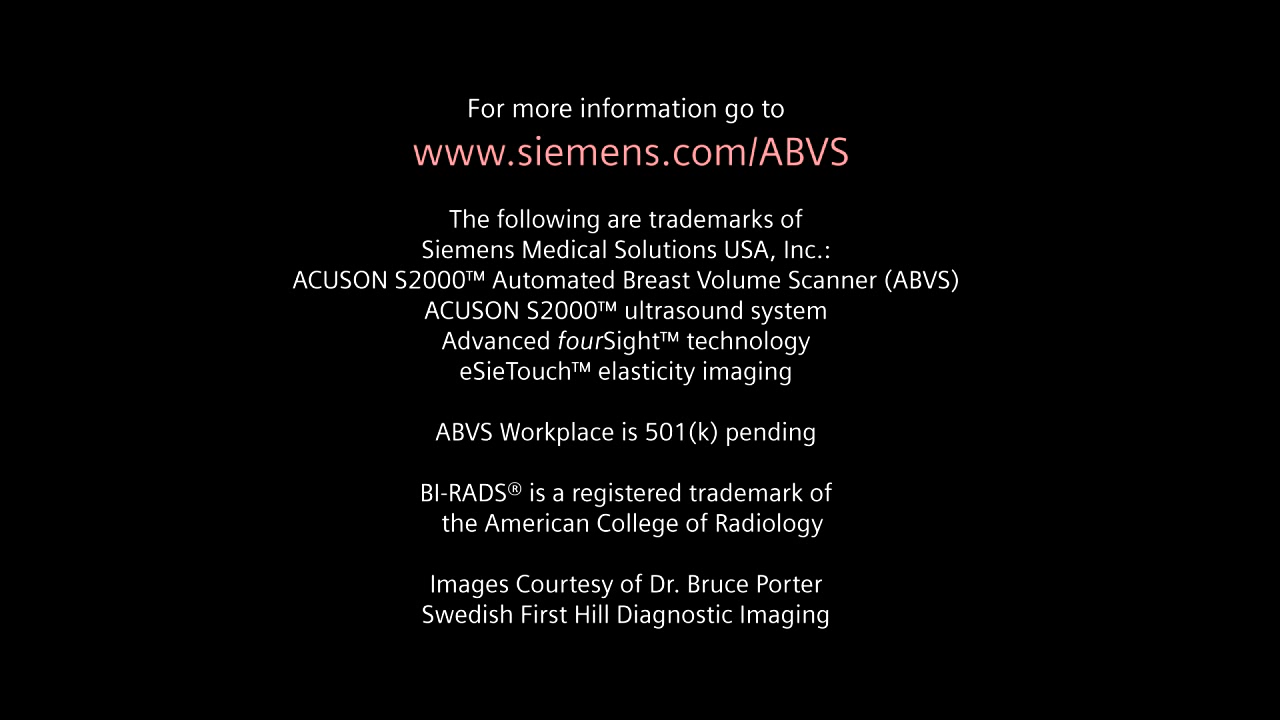 For more information go to
www.siemens.com/ABVS
The following are trademarks of
Siemens Medical Solutions USA, Inc.:
ACUSON S2000™ Automated Breast Volume Scanner (ABVS)
ACUSON S2000™ ultrasound system
Advanced fourSight™ technology
eSieTouch™ elasticity imaging
ABVS Workplace is 501(k) pending
BI-RADS® is a registered trademark of
the American College of Radiology
Images Courtesy of Dr. Bruce Porter
Swedish First Hill Diagnostic Imaging